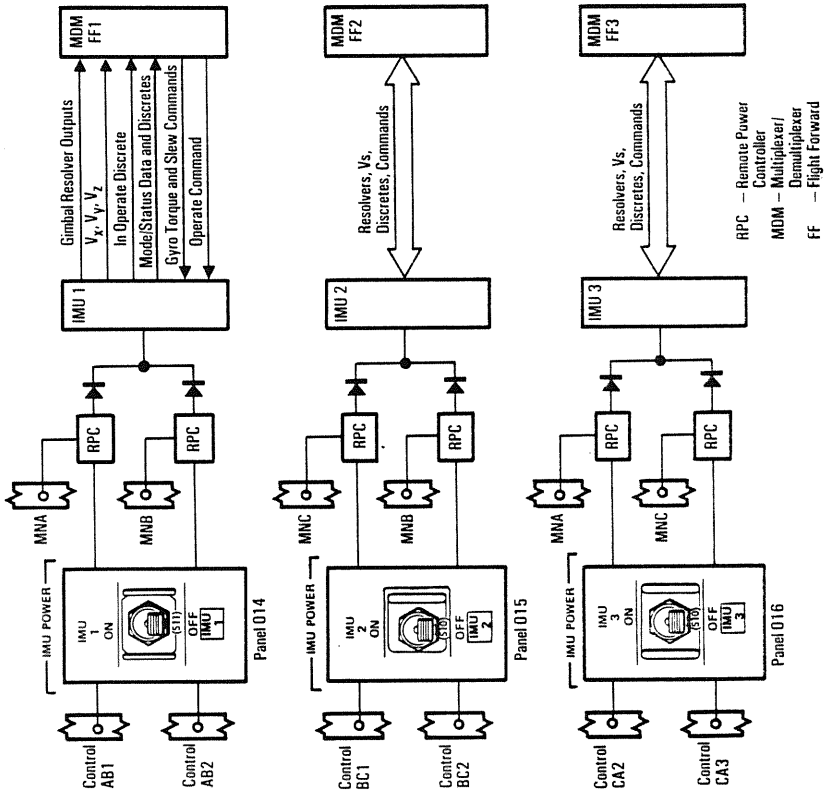 Control
AB1
Control
AB2
IMU POWER
IMU
1
ON
(S11)
OFF
IMU
1
Panel O14
MNA
MNB
RPC
RPC
IMU 1
Gimbal Resolver Outputs
Vx, Vy, Vz
In Operate Discrete
Mode/Status Data and Discretes
Gyro Torque and Slew Commands
Operate Command
MDM
FF1
Control
BC1
Control
BC2
IMU POWER
IMU
2
ON
(S10)
OFF
IMU
2
Panel O15
MNC
MNB
RPC
RPC
IMU 2
Resolvers, Vs,
Discretes, Commands
MDM
FF2
Control
CA2
Control
CA3
IMU POWER
IMU
3
ON
(S10)
OFF
IMU
3
Panel O16
MNA
MNC
RPC
RPC
IMU 3
Resolvers, Vs,
Discretes, Commands
MDM
FF3
RPC – Remote Power
Controller
MDM – Multiplexer/
Demultiplexer
FF – Flight Forward